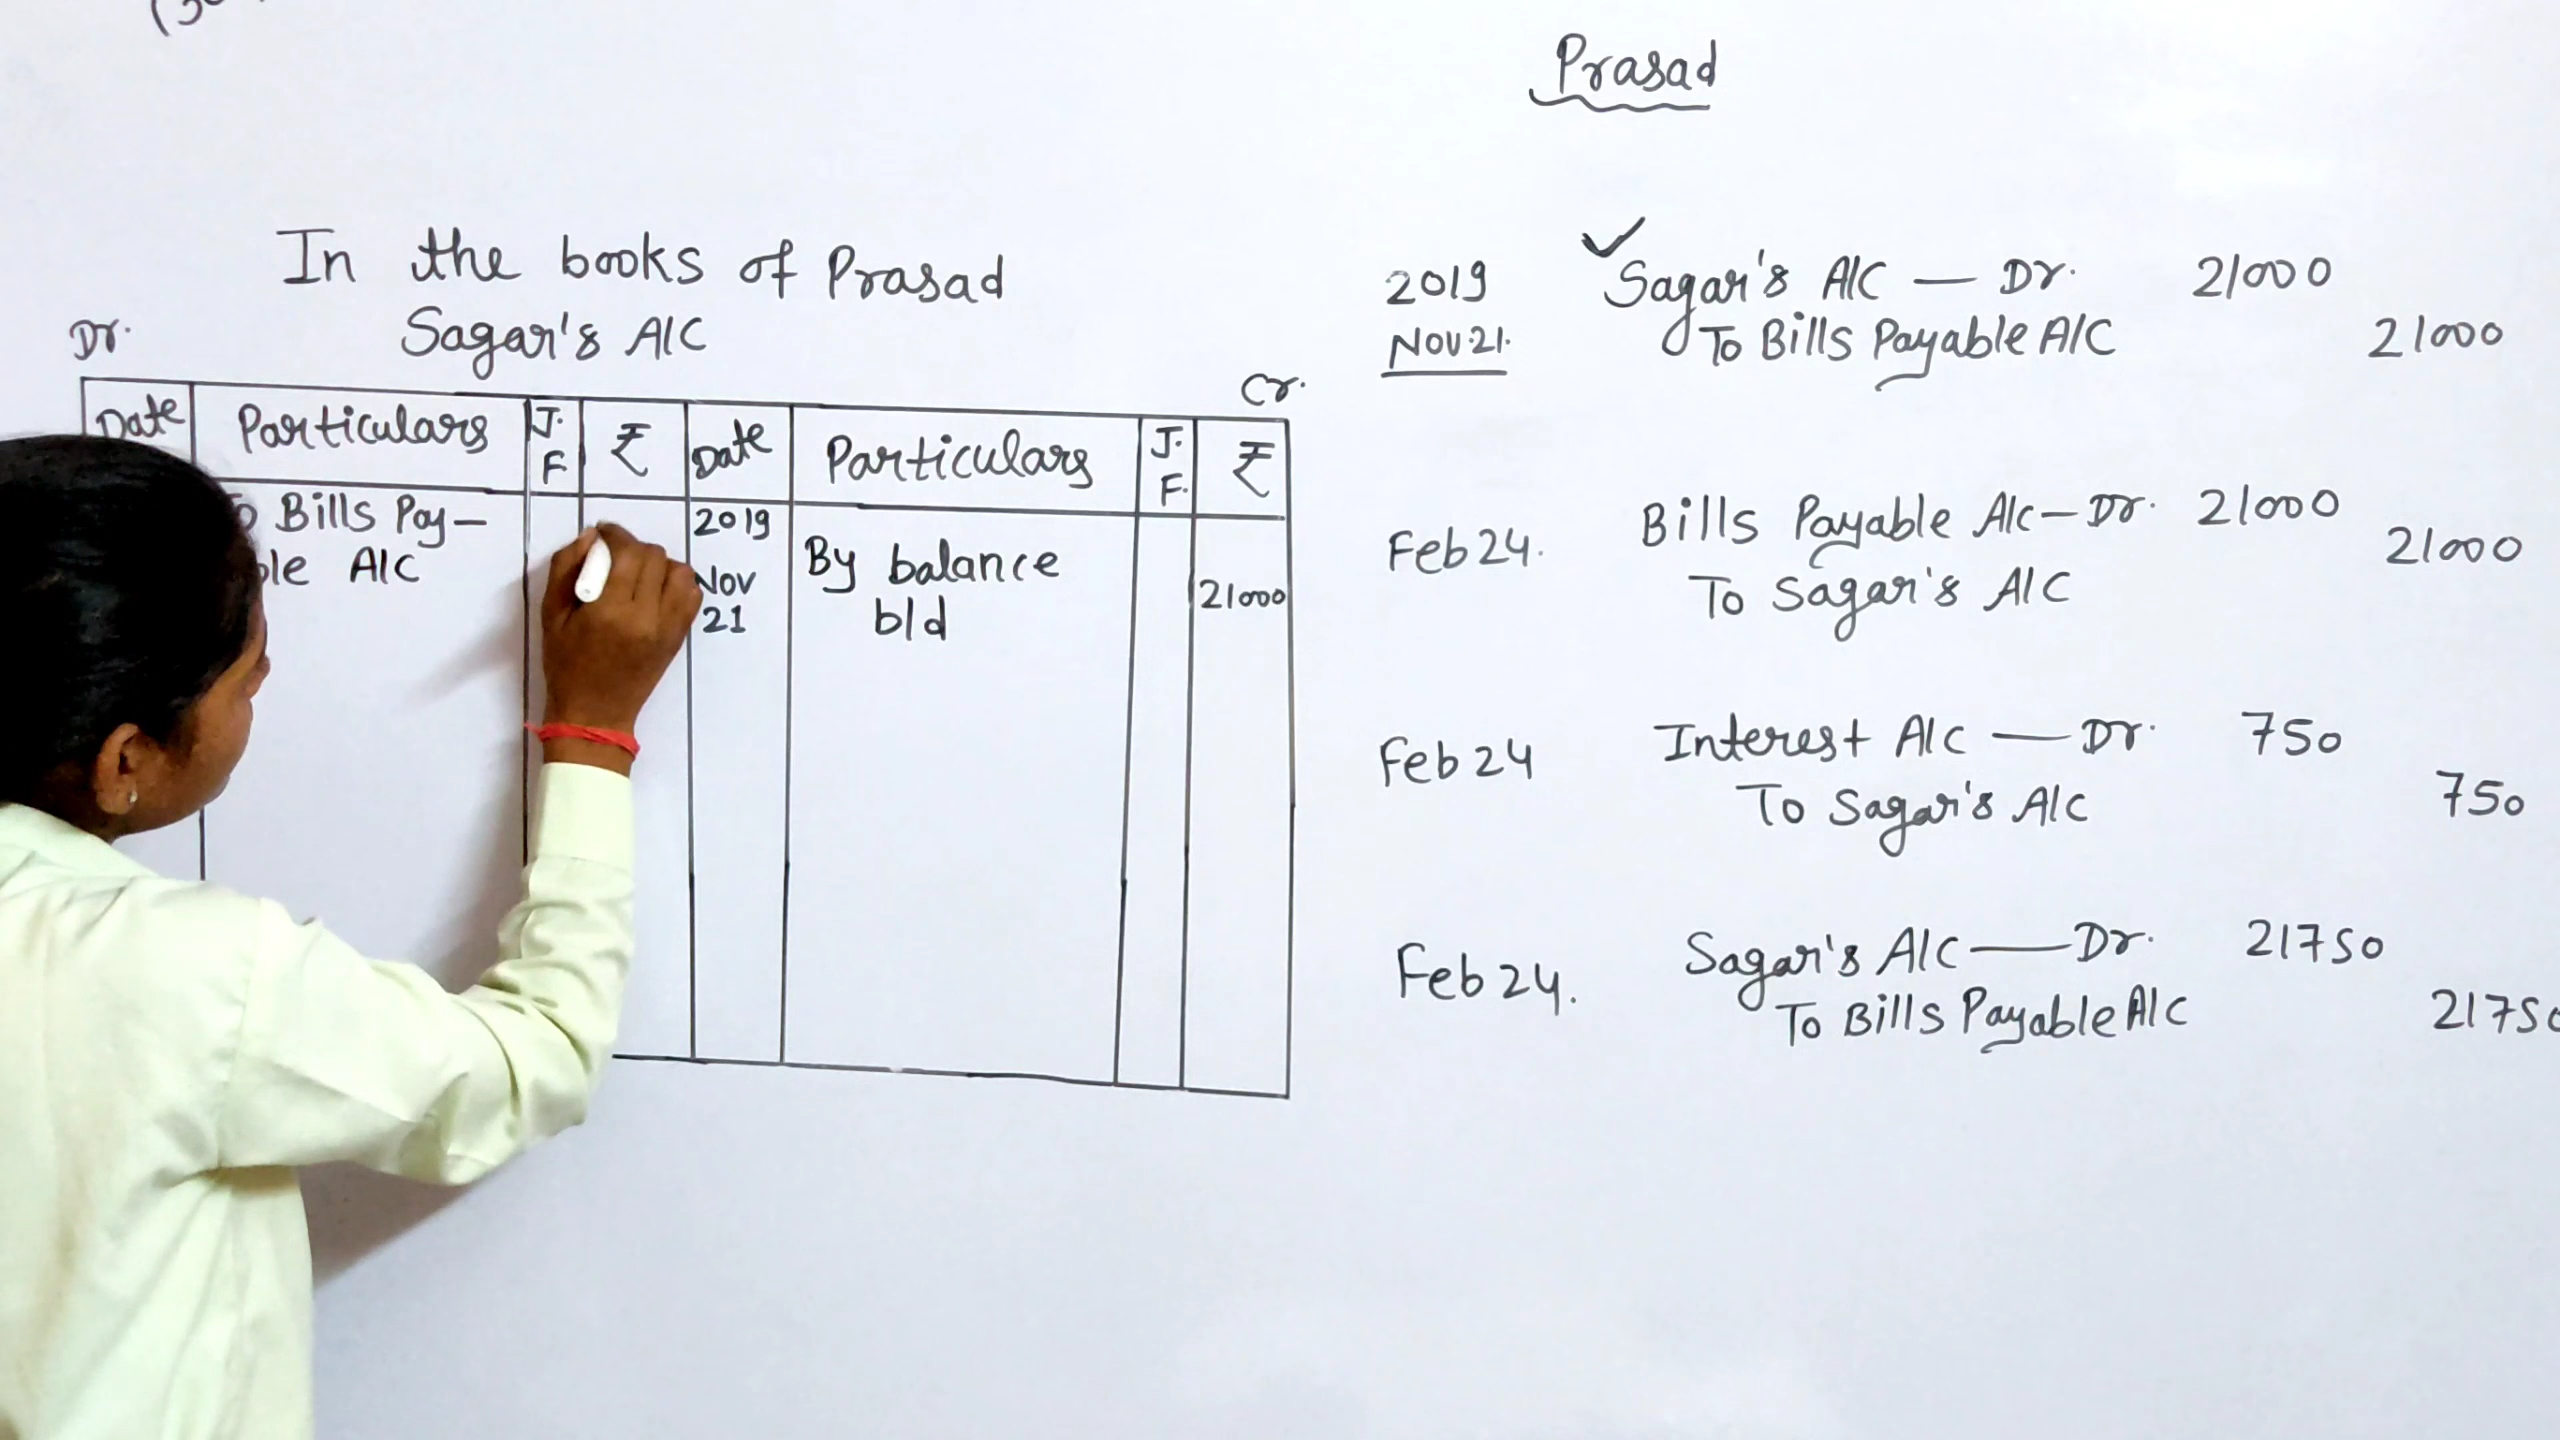 Prasad
In the books of Prasad
Sagar's A/C
Dr.
Cr.
Date Particulars J. F ₹ Date Particulars J. F. ₹
Bills Pay-
A/C
2019
Nov
21
By balance
b/d
21000
2019
Nov.21.
✓ Sagar's A/C — Dr. 21000
To Bills Payable A/C 21000
Feb 24. Bills Payable A/c — Dr. 21000
To Sagar's A/C 21000
Feb 24 Interest A/C — Dr. 750
To Sagar's A/C 750
Feb 24. Sagar's A/C — Dr. 21750
To Bills Payable A/C 21750